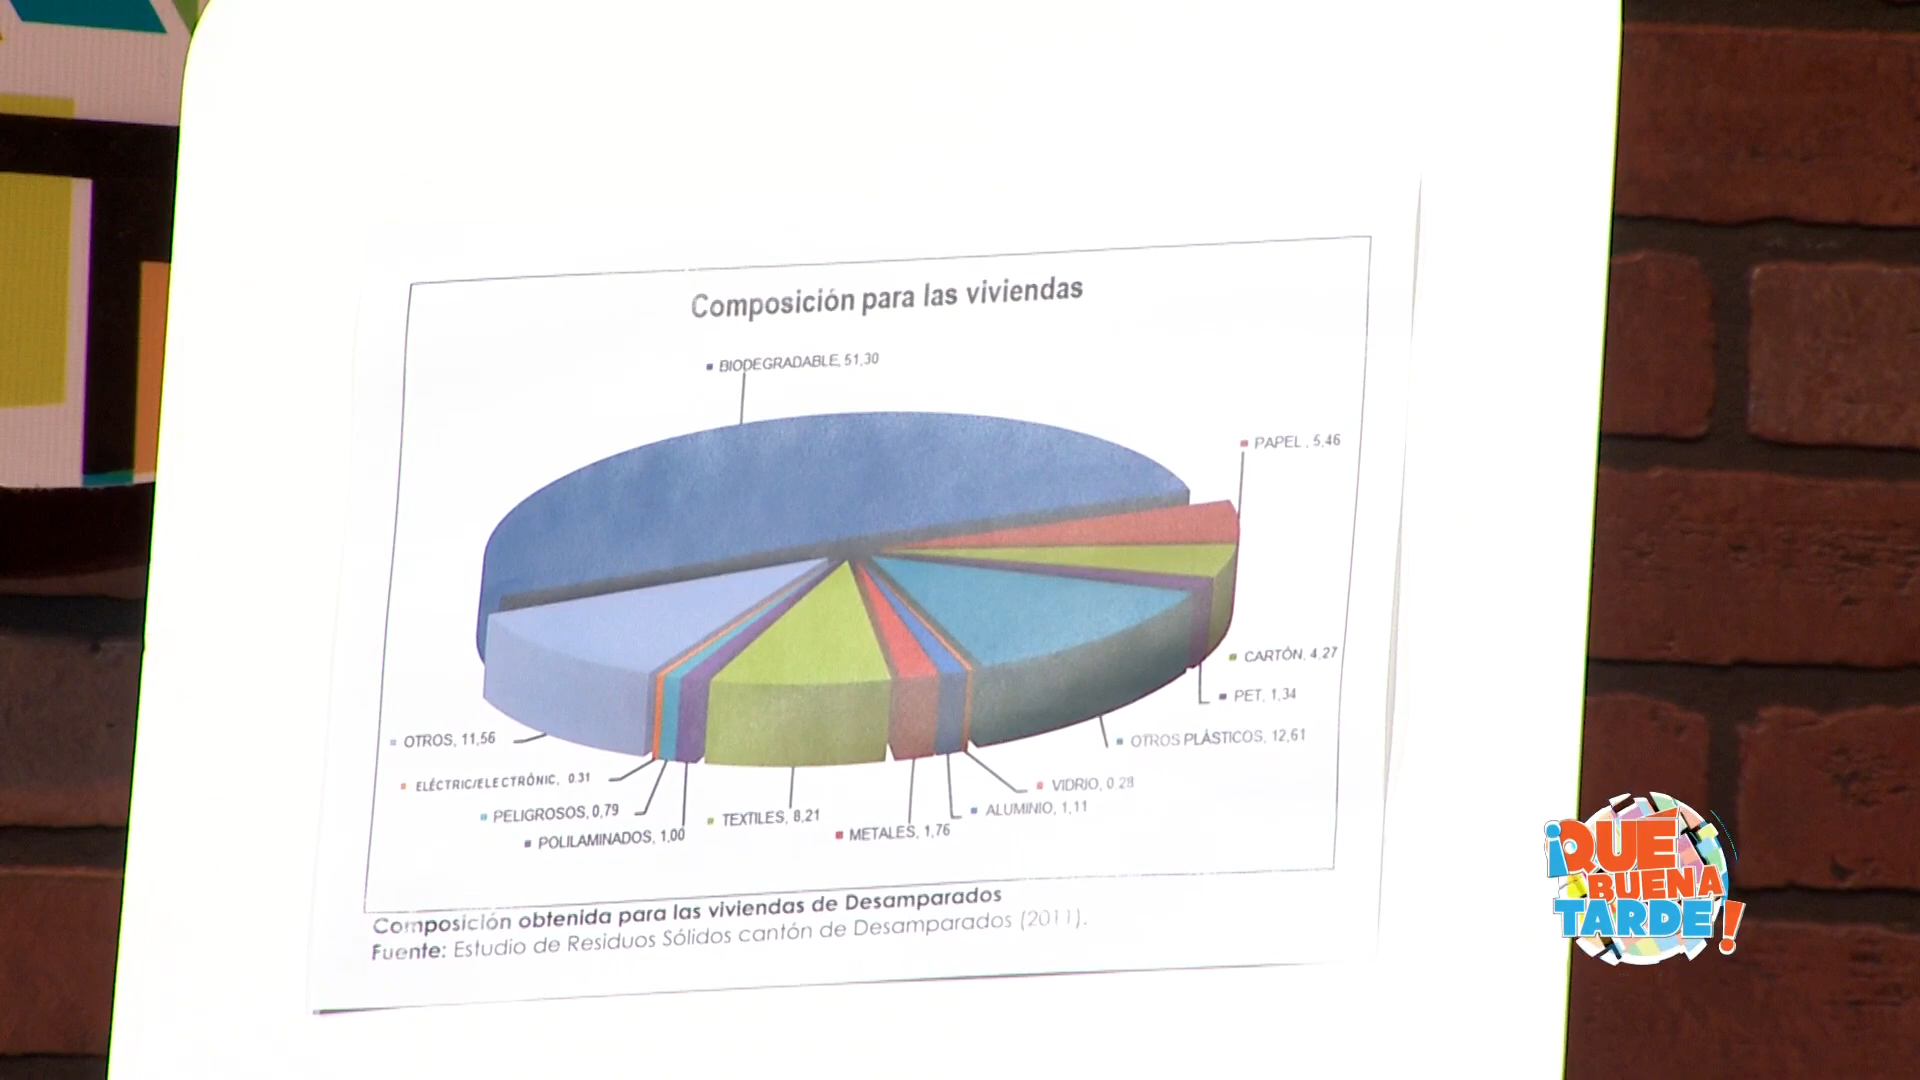 Composición para las viviendas
BIODEGRADABLE, 51,30
PAPEL , 5,46
CARTÓN, 4,27
PET, 1,34
OTROS PLÁSTICOS, 12,61
OTROS, 11,56
ELÉCTRIC/ELECTRÓNIC, 0.31
VIDRIO, 0.28
PELIGROSOS, 0,79
ALUMINIO, 1,11
TEXTILES, 8,21
METALES, 1,76
POLILAMINADOS, 1,00
Composición obtenida para las viviendas de Desamparados
Fuente: Estudio de Residuos Sólidos cantón de Desamparados (2011).
¡QUÉ
BUENA
TARDE!